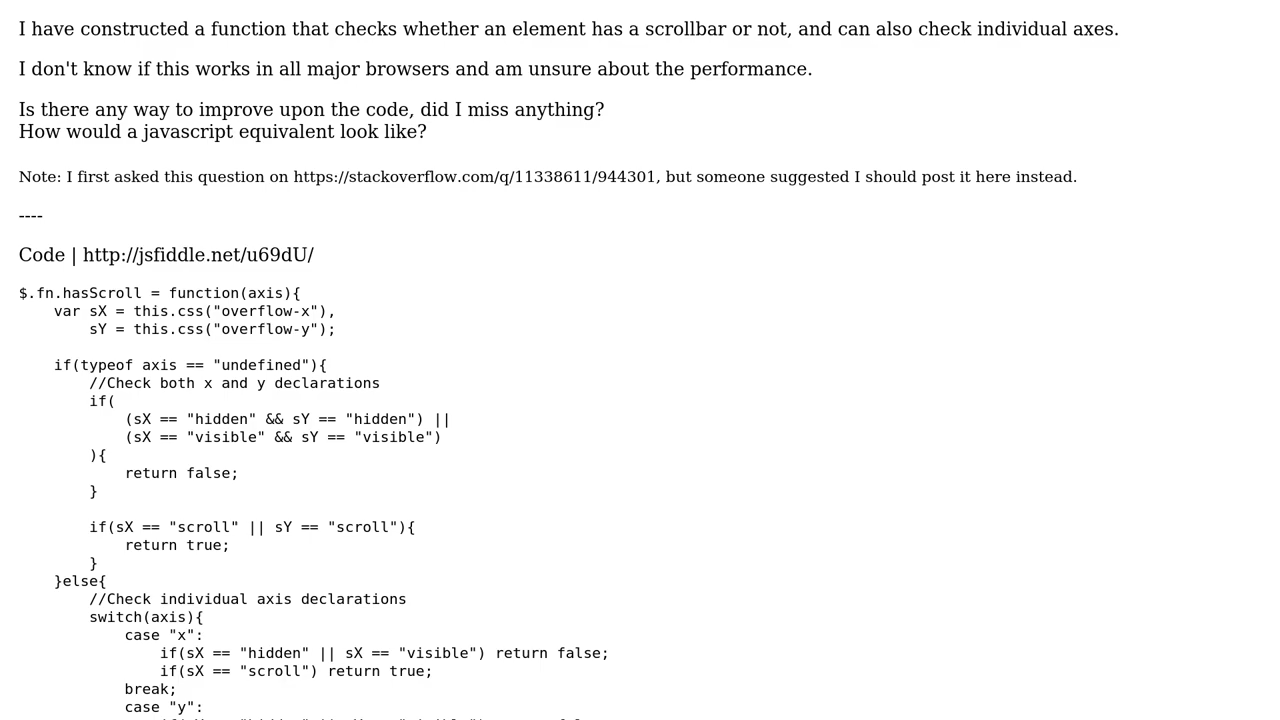 I have constructed a function that checks whether an element has a scrollbar or not, and can also check individual axes.
I don't know if this works in all major browsers and am unsure about the performance.
Is there any way to improve upon the code, did I miss anything?
How would a javascript equivalent look like?
Note: I first asked this question on https://stackoverflow.com/q/11338611/944301, but someone suggested I should post it here instead.
----
Code | http://jsfiddle.net/u69dU/
$.fn.hasScroll = function(axis){
    var sX = this.css("overflow-x"),
        sY = this.css("overflow-y");
    if(typeof axis == "undefined"){
        //Check both x and y declarations
        if(
            (sX == "hidden" && sY == "hidden") ||
            (sX == "visible" && sY == "visible")
        ){
            return false;
        }
        if(sX == "scroll" || sY == "scroll"){
            return true;
        }
    }else{
        //Check individual axis declarations
        switch(axis){
            case "x":
                if(sX == "hidden" || sX == "visible") return false;
                if(sX == "scroll") return true;
            break;
            case "y":